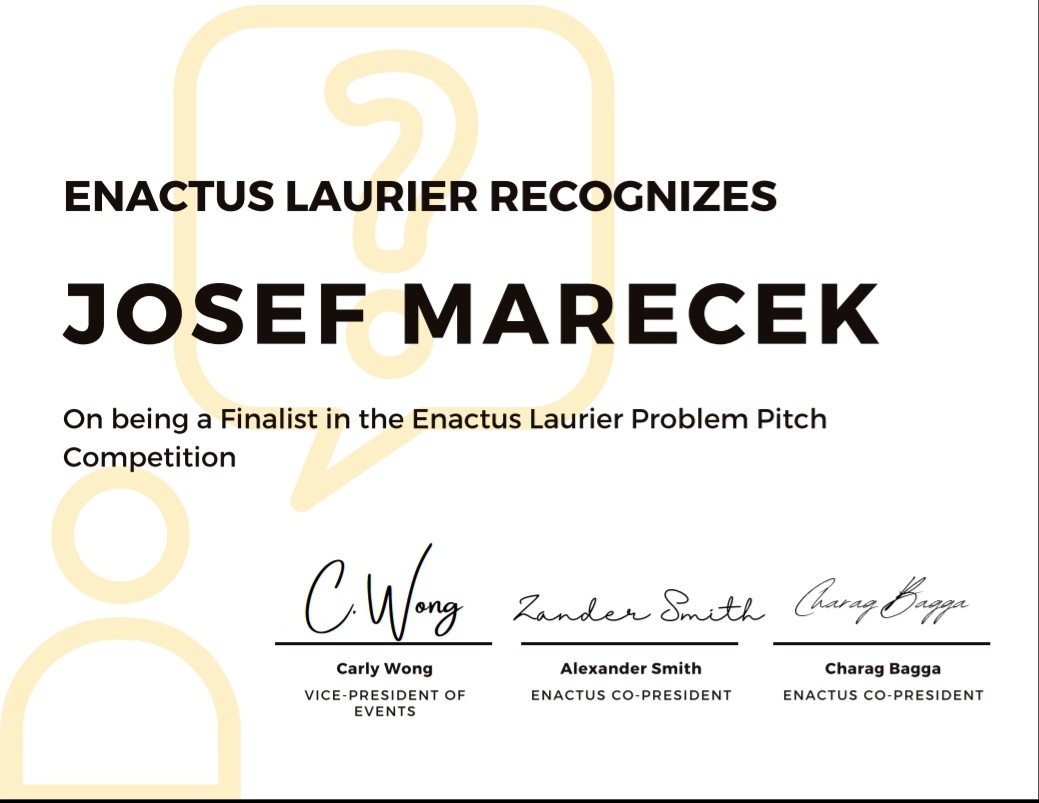 ENACTUS LAURIER RECOGNIZES
JOSEF MARECEK
On being a Finalist in the Enactus Laurier Problem Pitch
Competition
C. Wong
Zander Smith
Charag Bagga
Carly Wong
Alexander Smith
Charag Bagga
VICE-PRESIDENT OF
EVENTS
ENACTUS CO-PRESIDENT
ENACTUS CO-PRESIDENT